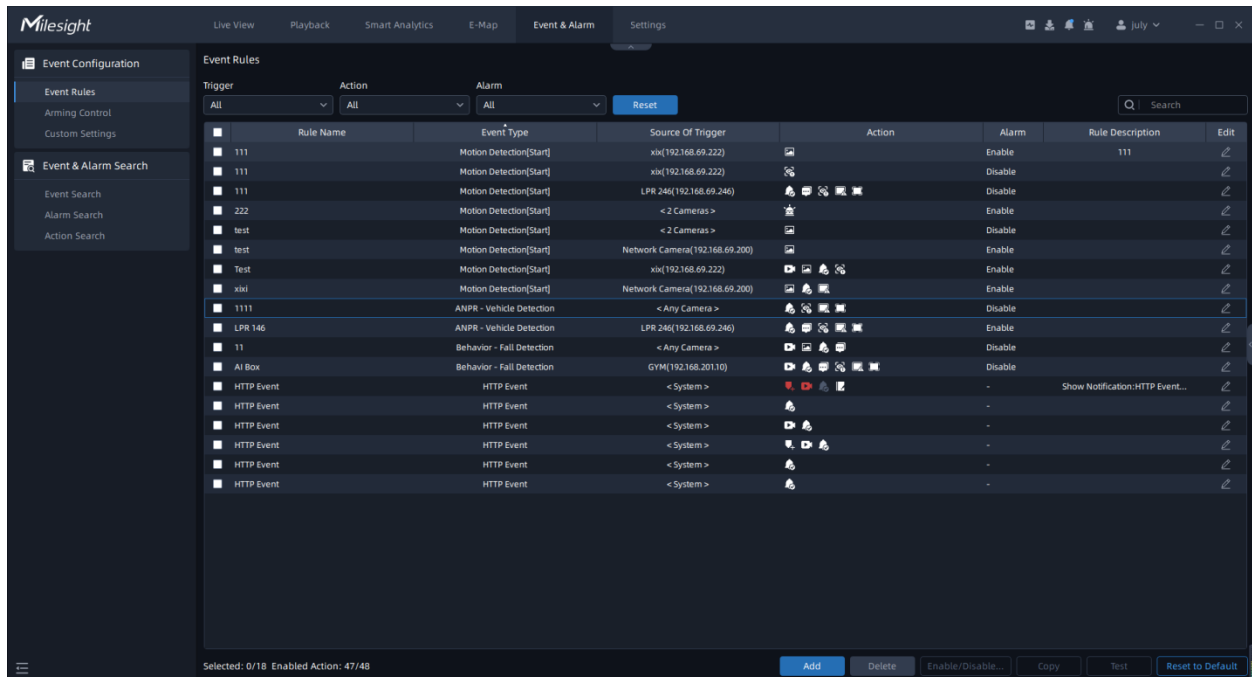 Milesight Live View Playback Smart Analytics E-Map Event & Alarm Settings july
Event Configuration
Event Rules
Arming Control
Custom Settings
Event & Alarm Search
Event Search
Alarm Search
Action Search
Event Rules
Trigger Action Alarm
All All All Reset Search
Rule Name Event Type Source Of Trigger Action Alarm Rule Description Edit
111 Motion Detection[Start] xix(192.168.69.222) Enable 111
111 Motion Detection[Start] xix(192.168.69.222) Disable
111 Motion Detection[Start] LPR 246(192.168.69.246) Disable
222 Motion Detection[Start] < 2 Cameras > Enable
test Motion Detection[Start] < 2 Cameras > Disable
test Motion Detection[Start] Network Camera(192.168.69.200) Enable
Test Motion Detection[Start] xix(192.168.69.222) Enable
xixi Motion Detection[Start] Network Camera(192.168.69.200) Enable
1111 ANPR - Vehicle Detection < Any Camera > Disable
LPR 146 ANPR - Vehicle Detection LPR 246(192.168.69.246) Enable
11 Behavior - Fall Detection < Any Camera > Disable
AI Box Behavior - Fall Detection GYM(192.168.201.10) Disable
HTTP Event HTTP Event < System > - Show Notification:HTTP Event...
HTTP Event HTTP Event < System > -
HTTP Event HTTP Event < System > -
HTTP Event HTTP Event < System > -
HTTP Event HTTP Event < System > -
HTTP Event HTTP Event < System > -
Selected: 0/18 Enabled Action: 47/48 Add Delete Enable/Disable... Copy Test Reset to Default